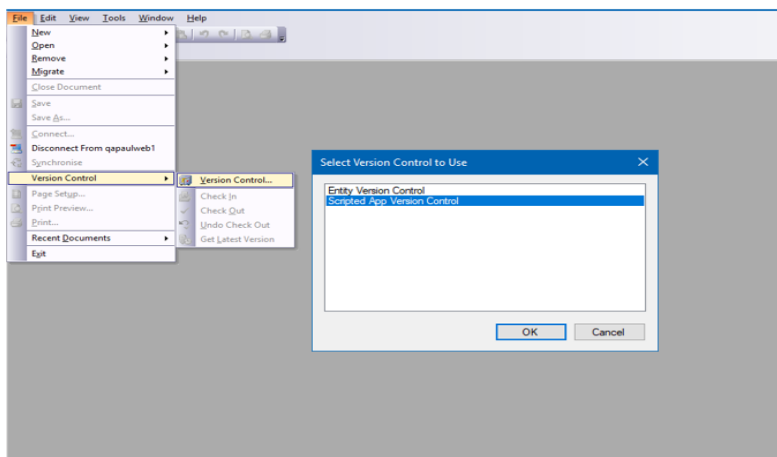 File Edit View Tools Window Help
New
Open
Remove
Migrate
Close Document
Save
Save As...
Connect...
Disconnect From qapaulweb1
Synchronise
Version Control
Page Setup...
Print Preview...
Print...
Recent Documents
Exit
Version Control...
Check In
Check Out
Undo Check Out
Get Latest Version
Select Version Control to Use
Entity Version Control
Scripted App Version Control
OK Cancel